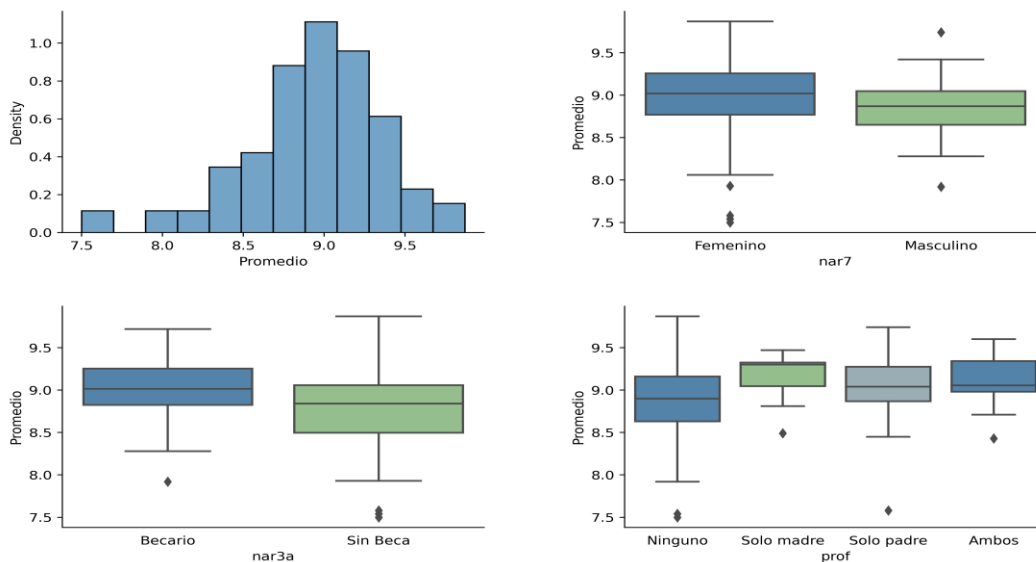 1.0
0.8
0.6
0.4
0.2
0.0
Density
7.5 8.0 8.5 9.0 9.5
Promedio
9.5
9.0
8.5
8.0
7.5
Promedio
Femenino Masculino
nar7
9.5
9.0
8.5
8.0
7.5
Promedio
Becario Sin Beca
nar3a
9.5
9.0
8.5
8.0
7.5
Promedio
Ninguno Solo madre Solo padre Ambos
prof